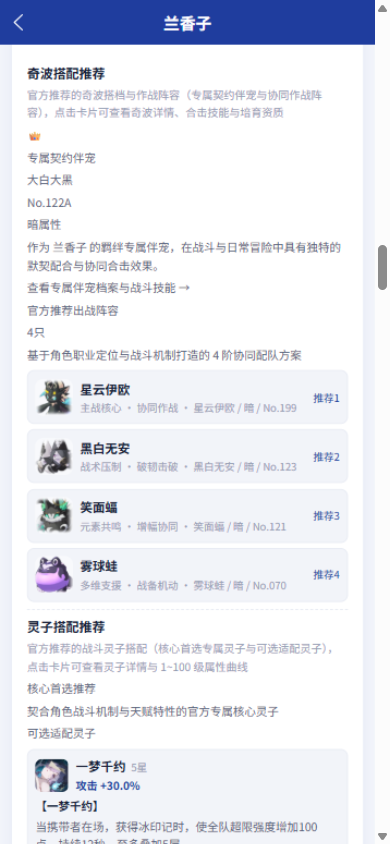 兰香子
奇波搭配推荐
官方推荐的奇波搭档与作战阵容（专属契约伴宠与协同作战阵
容），点击卡片可查看奇波详情、合击技能与培育资质
专属契约伴宠
大白大黑
No.122A
暗属性
作为 兰香子 的羁绊专属伴宠，在战斗与日常冒险中具有独特的
默契配合与协同合击效果。
查看专属伴宠档案与战斗技能 →
官方推荐出战阵容
4只
基于角色职业定位与战斗机制打造的 4 阶协同配队方案
星云伊欧
主战核心 · 协同作战 · 星云伊欧 / 暗 / No.199
推荐1
黑白无安
战术压制 · 破韧击破 · 黑白无安 / 暗 / No.123
推荐2
笑面蝠
元素共鸣 · 增幅协同 · 笑面蝠 / 暗 / No.121
推荐3
雾球蛙
多维支援 · 战备机动 · 雾球蛙 / 暗 / No.070
推荐4
灵子搭配推荐
官方推荐的战斗灵子搭配（核心首选专属灵子与可选适配灵子），
点击卡片可查看灵子详情与 1~100 级属性曲线
核心首选推荐
契合角色战斗机制与天赋特性的官方专属核心灵子
可选适配灵子
一梦千约 5星
攻击 +30.0%
【一梦千约】
当携带者在场，获得冰印记时，使全队超限强度增加100
点，持续12秒，至多叠加5层